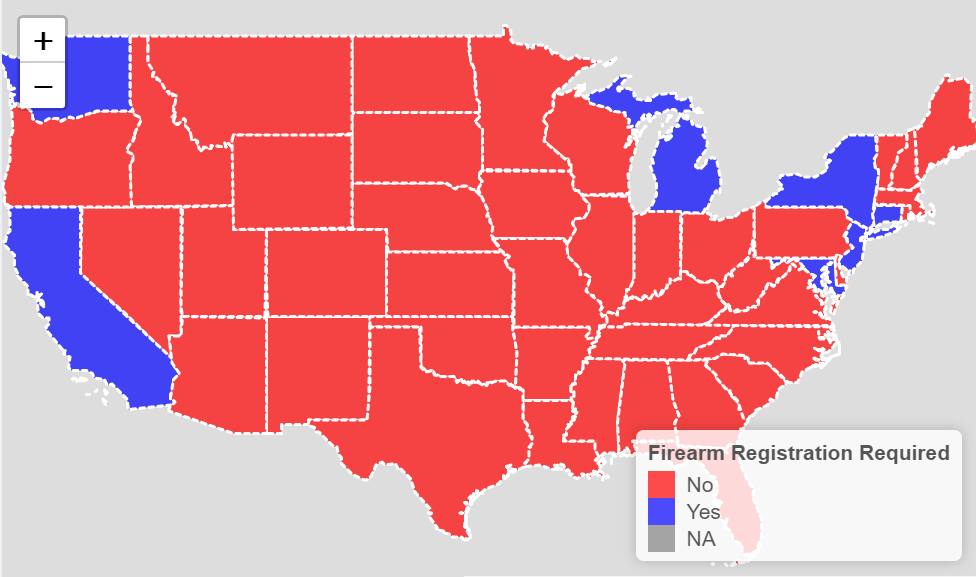 +
−
Firearm Registration Required
No
Yes
NA